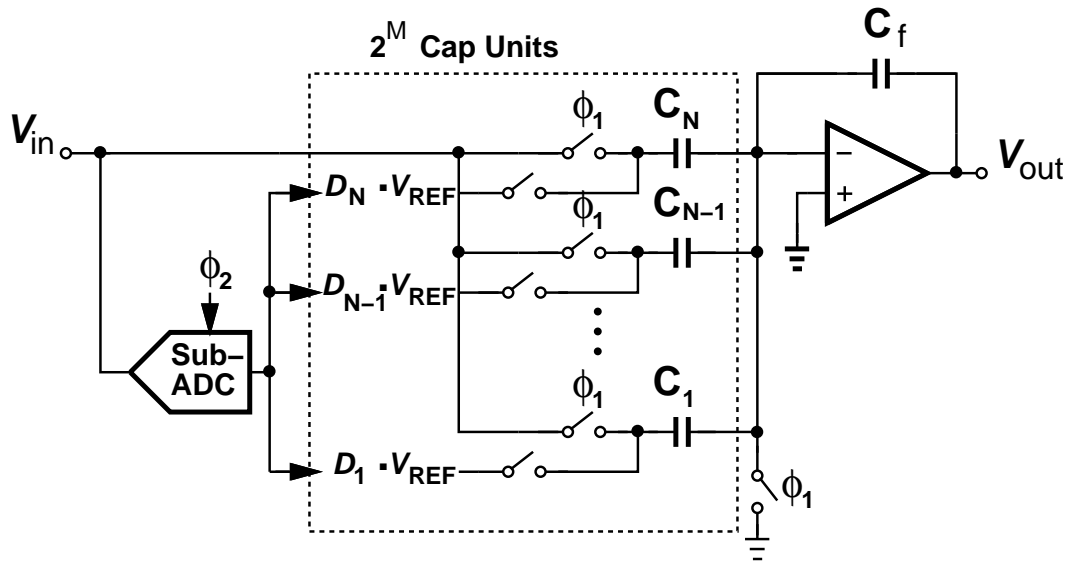 2^M Cap Units
C_f
V_in
ϕ_1
C_N
V_out
D_N · V_REF
−
+
ϕ_1
C_N−1
ϕ_2
D_N−1 · V_REF
Sub−
ADC
ϕ_1
C_1
D_1 · V_REF
ϕ_1